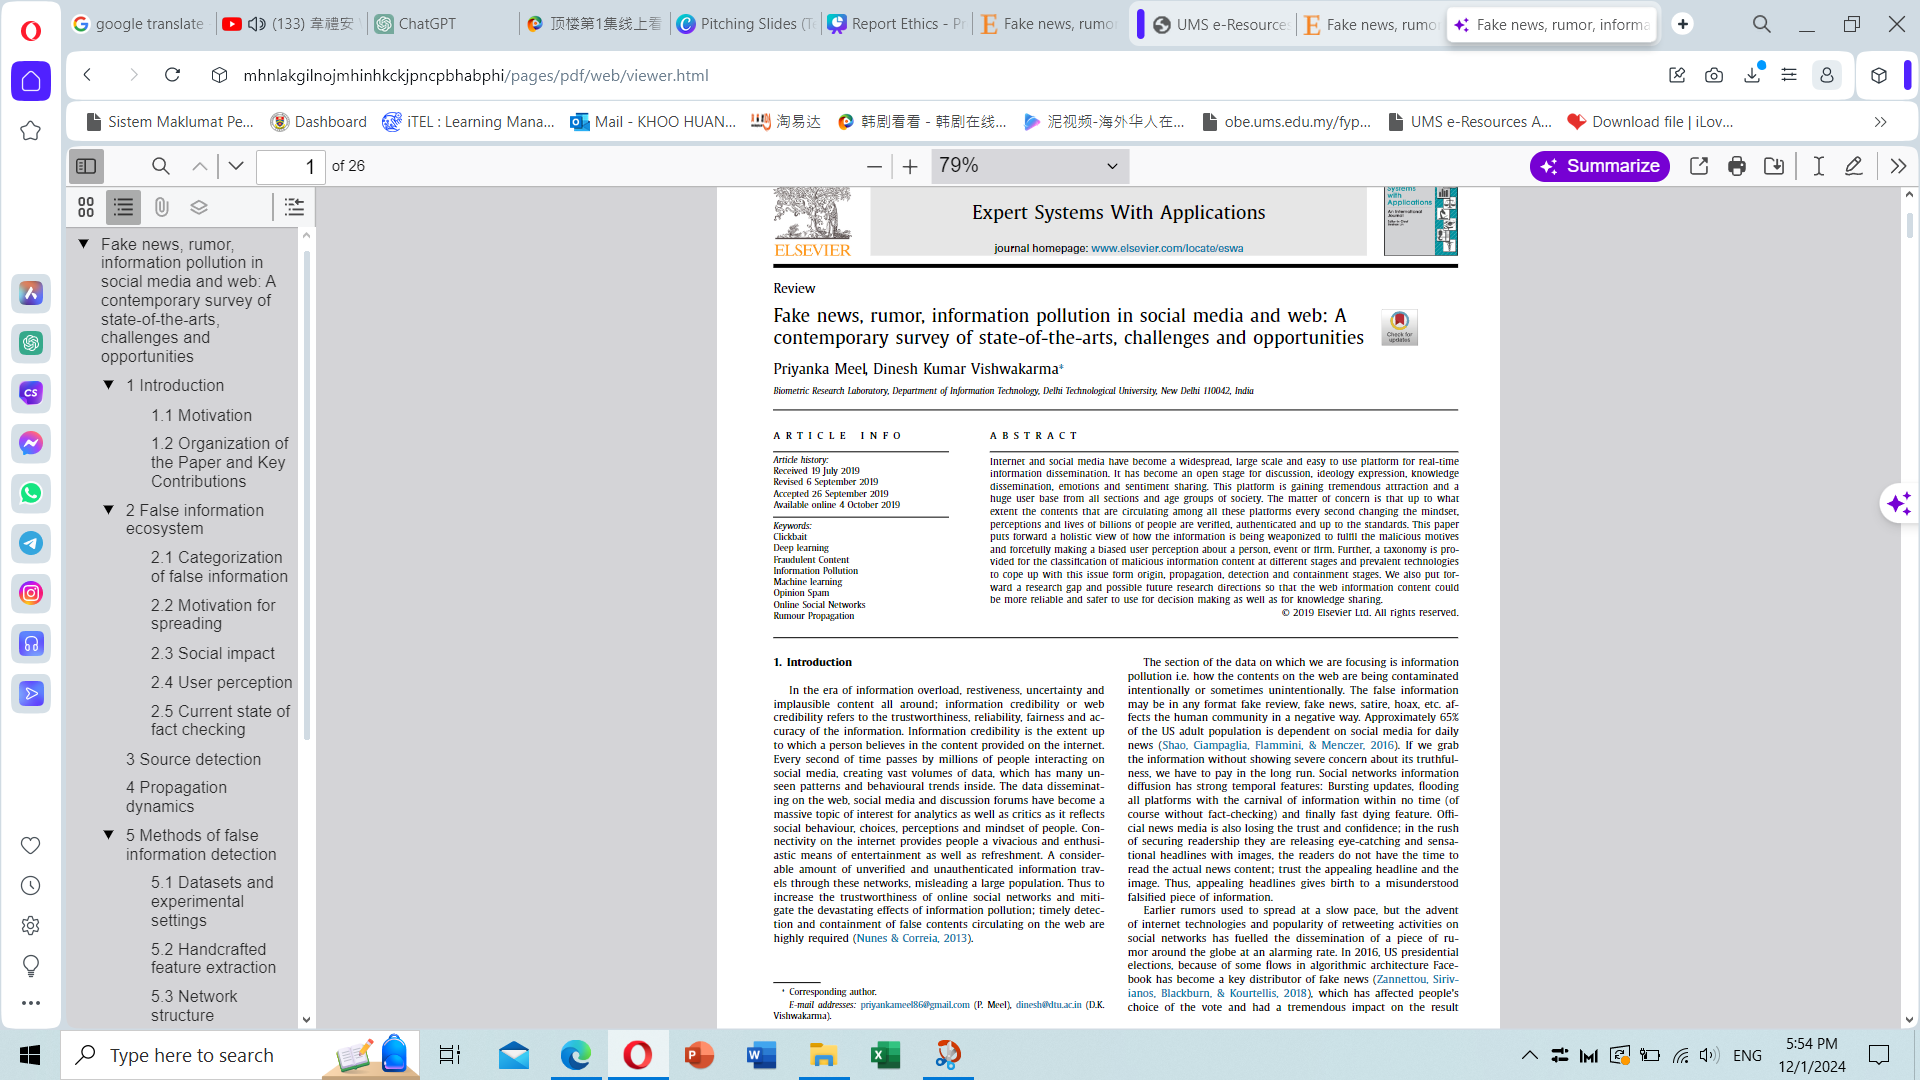 google translate
(133) 韋禮安
ChatGPT
顶楼第1集线上看
Pitching Slides (T
Report Ethics - Pr
Fake news, rumo
UMS e-Resources
Fake news, rumo
Fake news, rumor, informa
mhnlakgilnojmhinhkckjpncpbhabphi/pages/pdf/web/viewer.html
Sistem Maklumat Pe...
Dashboard
iTEL : Learning Mana...
Mail - KHOO HUAN...
淘易达
韩剧看看 - 韩剧在线...
泥视频-海外华人在...
obe.ums.edu.my/fyp...
UMS e-Resources A...
Download file | iLov...
1 of 26
79%
Summarize
Fake news, rumor,
information pollution in
social media and web: A
contemporary survey of
state-of-the-arts,
challenges and
opportunities
1 Introduction
1.1 Motivation
1.2 Organization of
the Paper and Key
Contributions
2 False information
ecosystem
2.1 Categorization
of false information
2.2 Motivation for
spreading
2.3 Social impact
2.4 User perception
2.5 Current state of
fact checking
3 Source detection
4 Propagation
dynamics
5 Methods of false
information detection
5.1 Datasets and
experimental
settings
5.2 Handcrafted
feature extraction
5.3 Network
structure
ELSEVIER
Expert Systems With Applications
journal homepage: www.elsevier.com/locate/eswa
Systems
with
Applications
Review
Fake news, rumor, information pollution in social media and web: A
contemporary survey of state-of-the-arts, challenges and opportunities
Check for
updates
Priyanka Meel, Dinesh Kumar Vishwakarma*
Biometric Research Laboratory, Department of Information Technology, Delhi Technological University, New Delhi 110042, India
ARTICLE INFO
Article history:
Received 19 July 2019
Revised 6 September 2019
Accepted 26 September 2019
Available online 4 October 2019
Keywords:
Clickbait
Deep learning
Fraudulent Content
Information Pollution
Machine learning
Opinion Spam
Online Social Networks
Rumour Propagation
ABSTRACT
Internet and social media have become a widespread, large scale and easy to use platform for real-time
information dissemination. It has become an open stage for discussion, ideology expression, knowledge
dissemination, emotions and sentiment sharing. This platform is gaining tremendous attraction and a
huge user base from all sections and age groups of society. The matter of concern is that up to what
extent the contents that are circulating among all these platforms every second changing the mindset,
perceptions and lives of billions of people are verified, authenticated and up to the standards. This paper
puts forward a holistic view of how the information is being weaponized to fulfil the malicious motives
and forcefully making a biased user perception about a person, event or firm. Further, a taxonomy is pro-
vided for the classification of malicious information content at different stages and prevalent technologies
to cope up with this issue form origin, propagation, detection and containment stages. We also put for-
ward a research gap and possible future research directions so that the web information content could
be more reliable and safer to use for decision making as well as for knowledge sharing.
© 2019 Elsevier Ltd. All rights reserved.
1. Introduction
In the era of information overload, restiveness, uncertainty and
implausible content all around; information credibility or web
credibility refers to the trustworthiness, reliability, fairness and ac-
curacy of the information. Information credibility is the extent up
to which a person believes in the content provided on the internet.
Every second of time passes by millions of people interacting on
social media, creating vast volumes of data, which has many un-
seen patterns and behavioural trends inside. The data disseminat-
ing on the web, social media and discussion forums have become a
massive topic of interest for analytics as well as critics as it reflects
social behaviour, choices, perceptions and mindset of people. Con-
nectivity on the internet provides people a vivacious and enthusi-
astic means of entertainment as well as refreshment. A consider-
able amount of unverified and unauthenticated information trav-
els through these networks, misleading a large population. Thus to
increase the trustworthiness of online social networks and miti-
gate the devastating effects of information pollution; timely detec-
tion and containment of false contents circulating on the web are
highly required (Nunes & Correia, 2013).
* Corresponding author.
E-mail addresses: priyankameel86@gmail.com (P. Meel), dinesh@dtu.ac.in (D.K.
Vishwakarma).
The section of the data on which we are focusing is information
pollution i.e. how the contents on the web are being contaminated
intentionally or sometimes unintentionally. The false information
may be in any format fake review, fake news, satire, hoax, etc. af-
fects the human community in a negative way. Approximately 65%
of the US adult population is dependent on social media for daily
news (Shao, Ciampaglia, Flammini, & Menczer, 2016). If we grab
the information without showing severe concern about its truthful-
ness, we have to pay in the long run. Social networks information
diffusion has strong temporal features: Bursting updates, flooding
all platforms with the carnival of information within no time (of
course without fact-checking) and finally fast dying feature. Offi-
cial news media is also losing the trust and confidence; in the rush
of securing readership they are releasing eye-catching and sensa-
tional headlines with images, the readers do not have the time to
read the actual news content; trust the appealing headline and the
image. Thus, appealing headlines gives birth to a misunderstood
falsified piece of information.
Earlier rumors used to spread at a slow pace, but the advent
of internet technologies and popularity of retweeting activities on
social networks has fuelled the dissemination of a piece of ru-
mor around the globe at an alarming rate. In 2016, US presidential
elections, because of some flows in algorithmic architecture Face-
book has become a key distributor of fake news (Zannettou, Siriv-
ianos, Blackburn, & Kourtellis, 2018), which has affected people's
choice of the vote and had a tremendous impact on the result
Type here to search
ENG
5:54 PM
12/1/2024